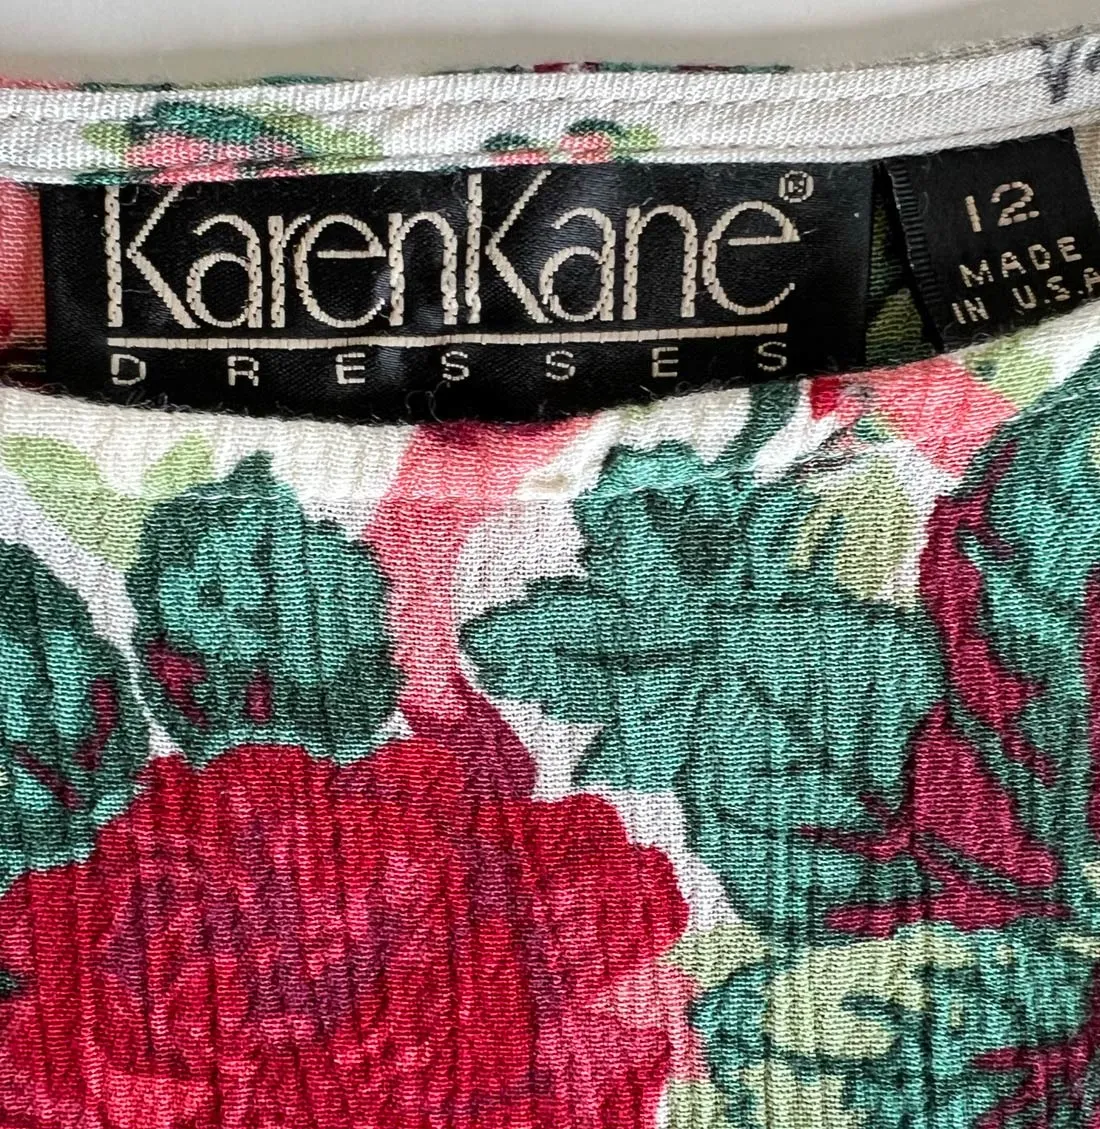 KarenKane®
DRESSES
12
MADE
IN U.S.A